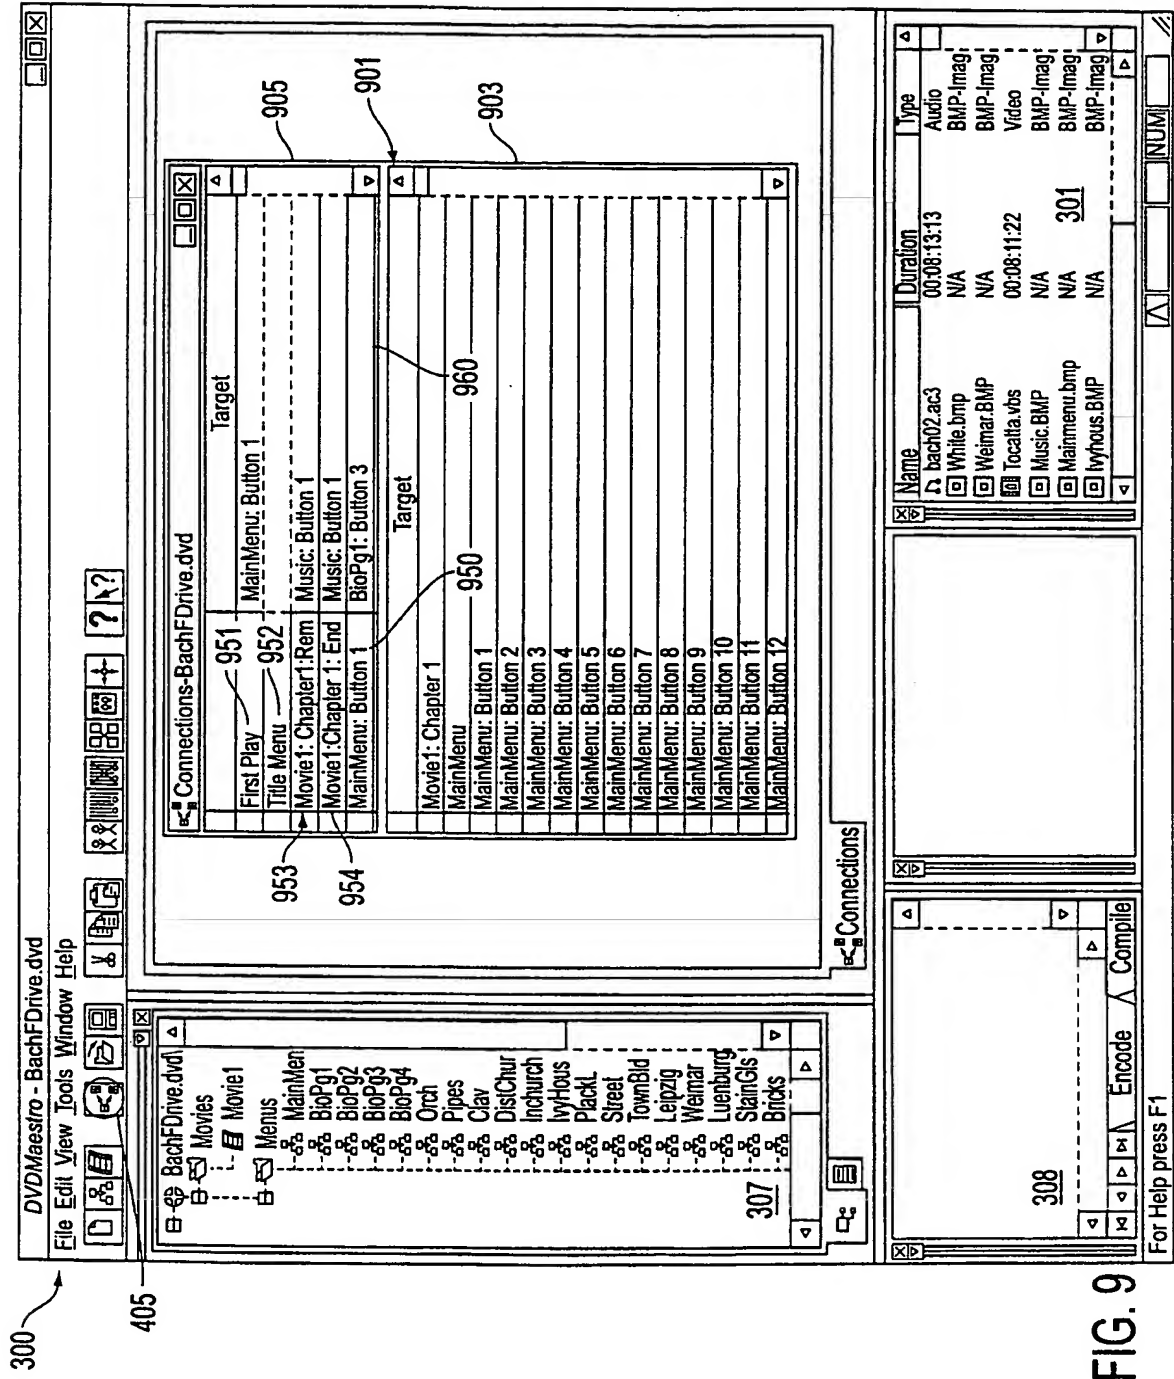 300
DVDMaestro - BachFDrive.dvd
File Edit View Tools Window Help
405
BachFDrive.dvd\
Movies
Movie1
Menus
MainMen
BioPg1
BioPg2
BioPg3
BioPg4
Orch
Pipes
Clav
DistChur
Inchurch
IvyHous
PlackL
Street
TownBld
Leipzig
Weimar
Luenburg
StainGls
Bricks
307
Connections-BachFDrive.dvd
905
901
903
Target
First Play 951 MainMenu: Button 1
Title Menu 952
953 Movie1: Chapter1:Rem Music: Button 1
954 Movie1:Chapter 1: End Music: Button 1
MainMenu: Button 1 BioPg1: Button 3
950
960
Target
Movie1: Chapter 1
MainMenu
MainMenu: Button 1
MainMenu: Button 2
MainMenu: Button 3
MainMenu: Button 4
MainMenu: Button 5
MainMenu: Button 6
MainMenu: Button 7
MainMenu: Button 8
MainMenu: Button 9
MainMenu: Button 10
MainMenu: Button 11
MainMenu: Button 12
Connections
308
Encode Compile
Name Duration Type
bach02.ac3 00:08:13:13 Audio
White.bmp N/A BMP-Imag
Weimar.BMP N/A BMP-Imag
Tocatta.vbs 00:08:11:22 Video
Music.BMP N/A BMP-Imag
Mainmenu.bmp N/A BMP-Imag
Ivyhous.BMP N/A BMP-Imag
301
For Help press F1
NUM
FIG. 9